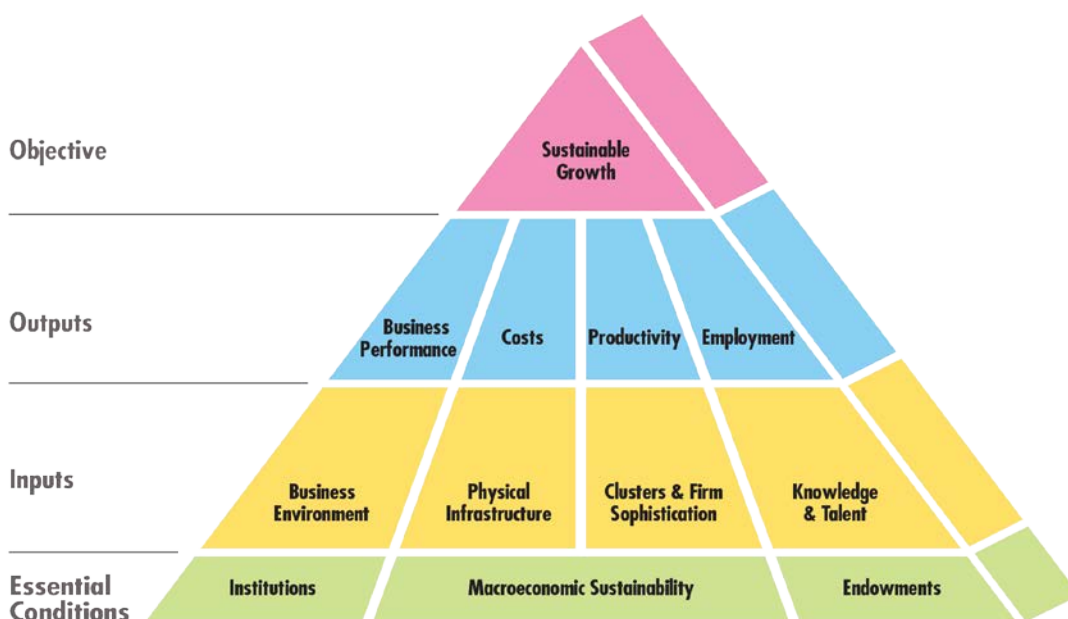 Objective
Sustainable
Growth
Outputs
Business
Performance
Costs
Productivity
Employment
Inputs
Business
Environment
Physical
Infrastructure
Clusters & Firm
Sophistication
Knowledge
& Talent
Essential
Conditions
Institutions
Macroeconomic Sustainability
Endowments